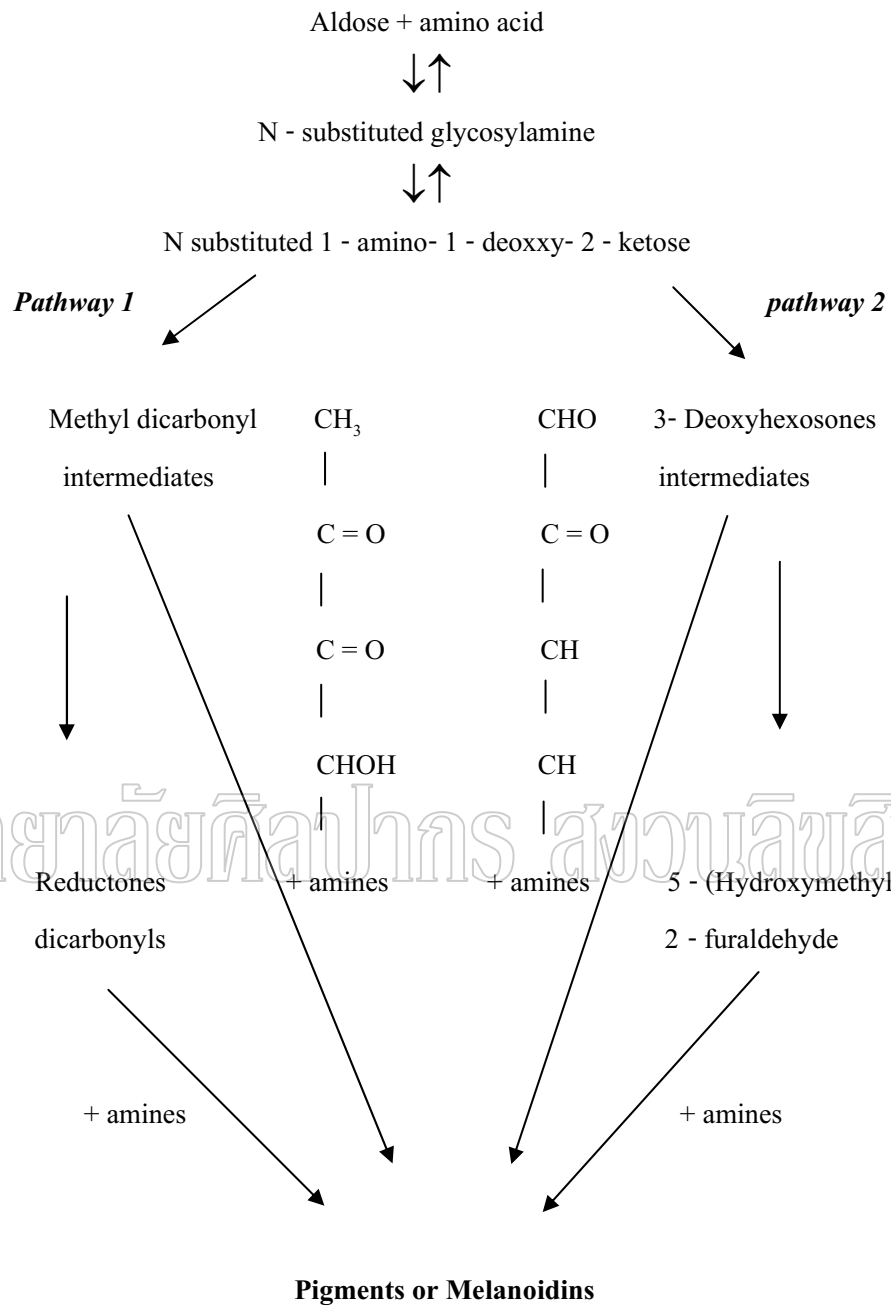 Aldose + amino acid
↓↑
N - substituted glycosylamine
↓↑
N substituted 1 - amino- 1 - deoxxy- 2 - ketose
Pathway 1
pathway 2
Methyl dicarbonyl
intermediates
CH₃
|
C = O
|
C = O
|
CHOH
|
CHO
|
C = O
|
CH
|
CH
|
3- Deoxyhexosones
intermediates
Reductones
dicarbonyls
+ amines
+ amines
5 - (Hydroxymethyl
2 - furaldehyde
+ amines
+ amines
Pigments or Melanoidins